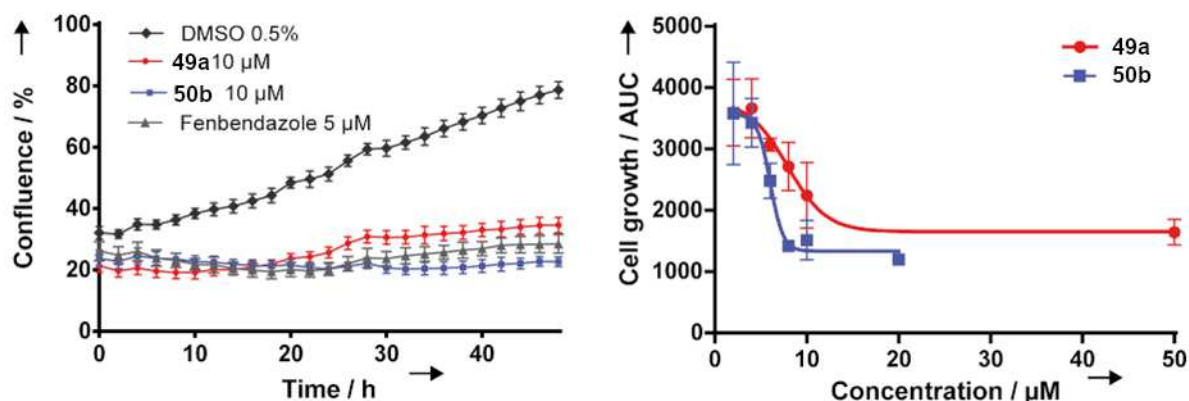 Confluence / %
100
80
60
40
20
0
DMSO 0.5%
49a 10 µM
50b 10 µM
Fenbendazole 5 µM
0 20 40
Time / h
Cell growth / AUC
5000
4000
3000
2000
1000
0
49a
50b
0 10 20 30 40 50
Concentration / µM